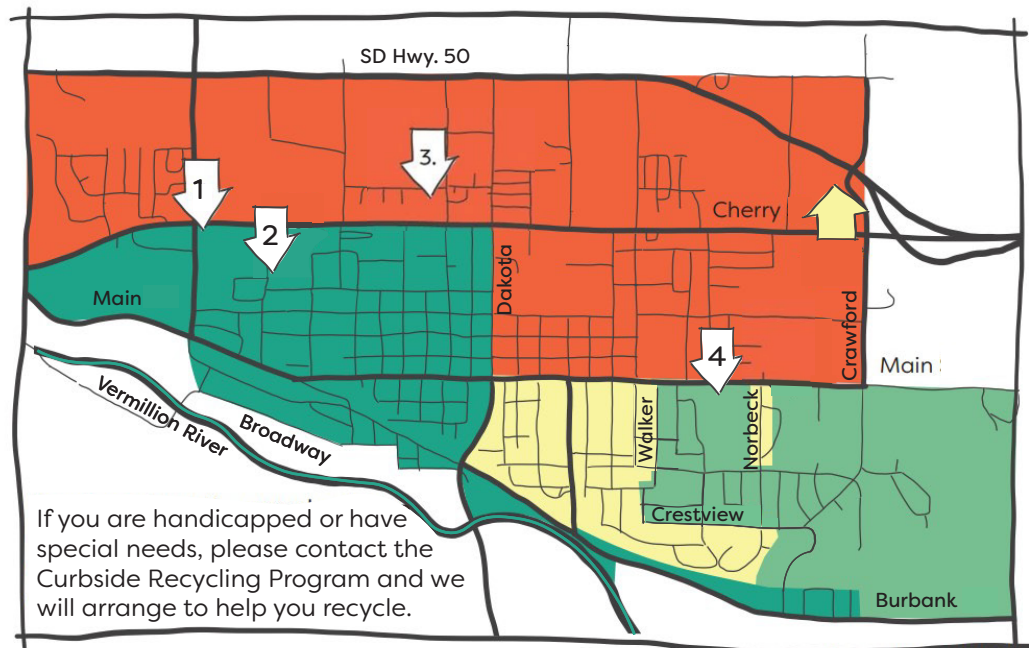 SD Hwy. 50
3.
1
Cherry
2
Dakota
Main
Crawford
4
Main
Walker
Norbeck
Vermillion River
Broadway
Crestview
If you are handicapped or have
special needs, please contact the
Curbside Recycling Program and we
will arrange to help you recycle.
Burbank